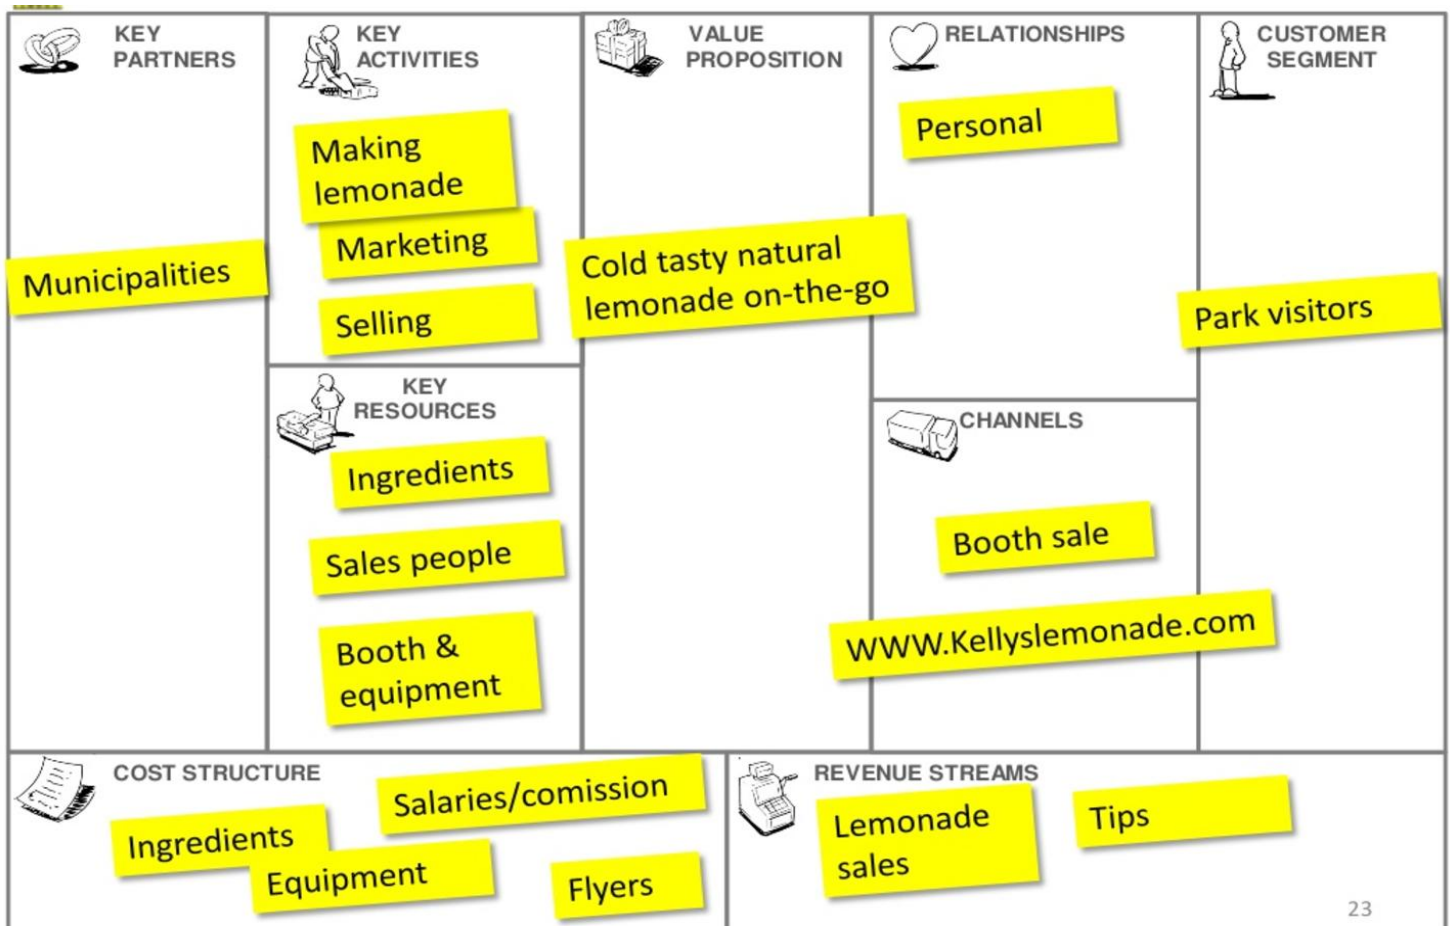 KEY
PARTNERS
Municipalities
KEY
ACTIVITIES
Making
lemonade
Marketing
Selling
KEY
RESOURCES
Ingredients
Sales people
Booth &
equipment
VALUE
PROPOSITION
Cold tasty natural
lemonade on-the-go
RELATIONSHIPS
Personal
CHANNELS
Booth sale
WWW.Kellyslemonade.com
CUSTOMER
SEGMENT
Park visitors
COST STRUCTURE
Salaries/comission
Ingredients
Equipment
Flyers
REVENUE STREAMS
Lemonade
sales
Tips
23